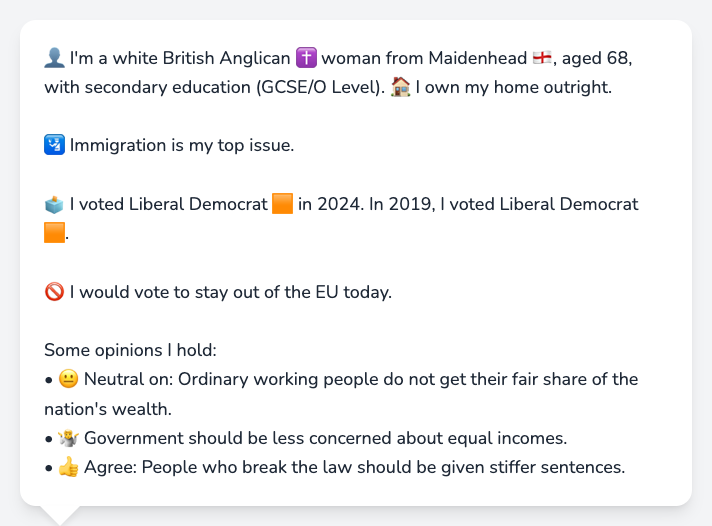 👤 I'm a white British Anglican ✝️ woman from Maidenhead 🏴󠁧󠁢󠁥󠁮󠁧󠁿, aged 68,
with secondary education (GCSE/O Level). 🏠 I own my home outright.
🛂 Immigration is my top issue.
🗳️ I voted Liberal Democrat 🟧 in 2024. In 2019, I voted Liberal Democrat
🟧.
🚫 I would vote to stay out of the EU today.
Some opinions I hold:
• 😐 Neutral on: Ordinary working people do not get their fair share of the
nation's wealth.
• 🤷 Government should be less concerned about equal incomes.
• 👍 Agree: People who break the law should be given stiffer sentences.